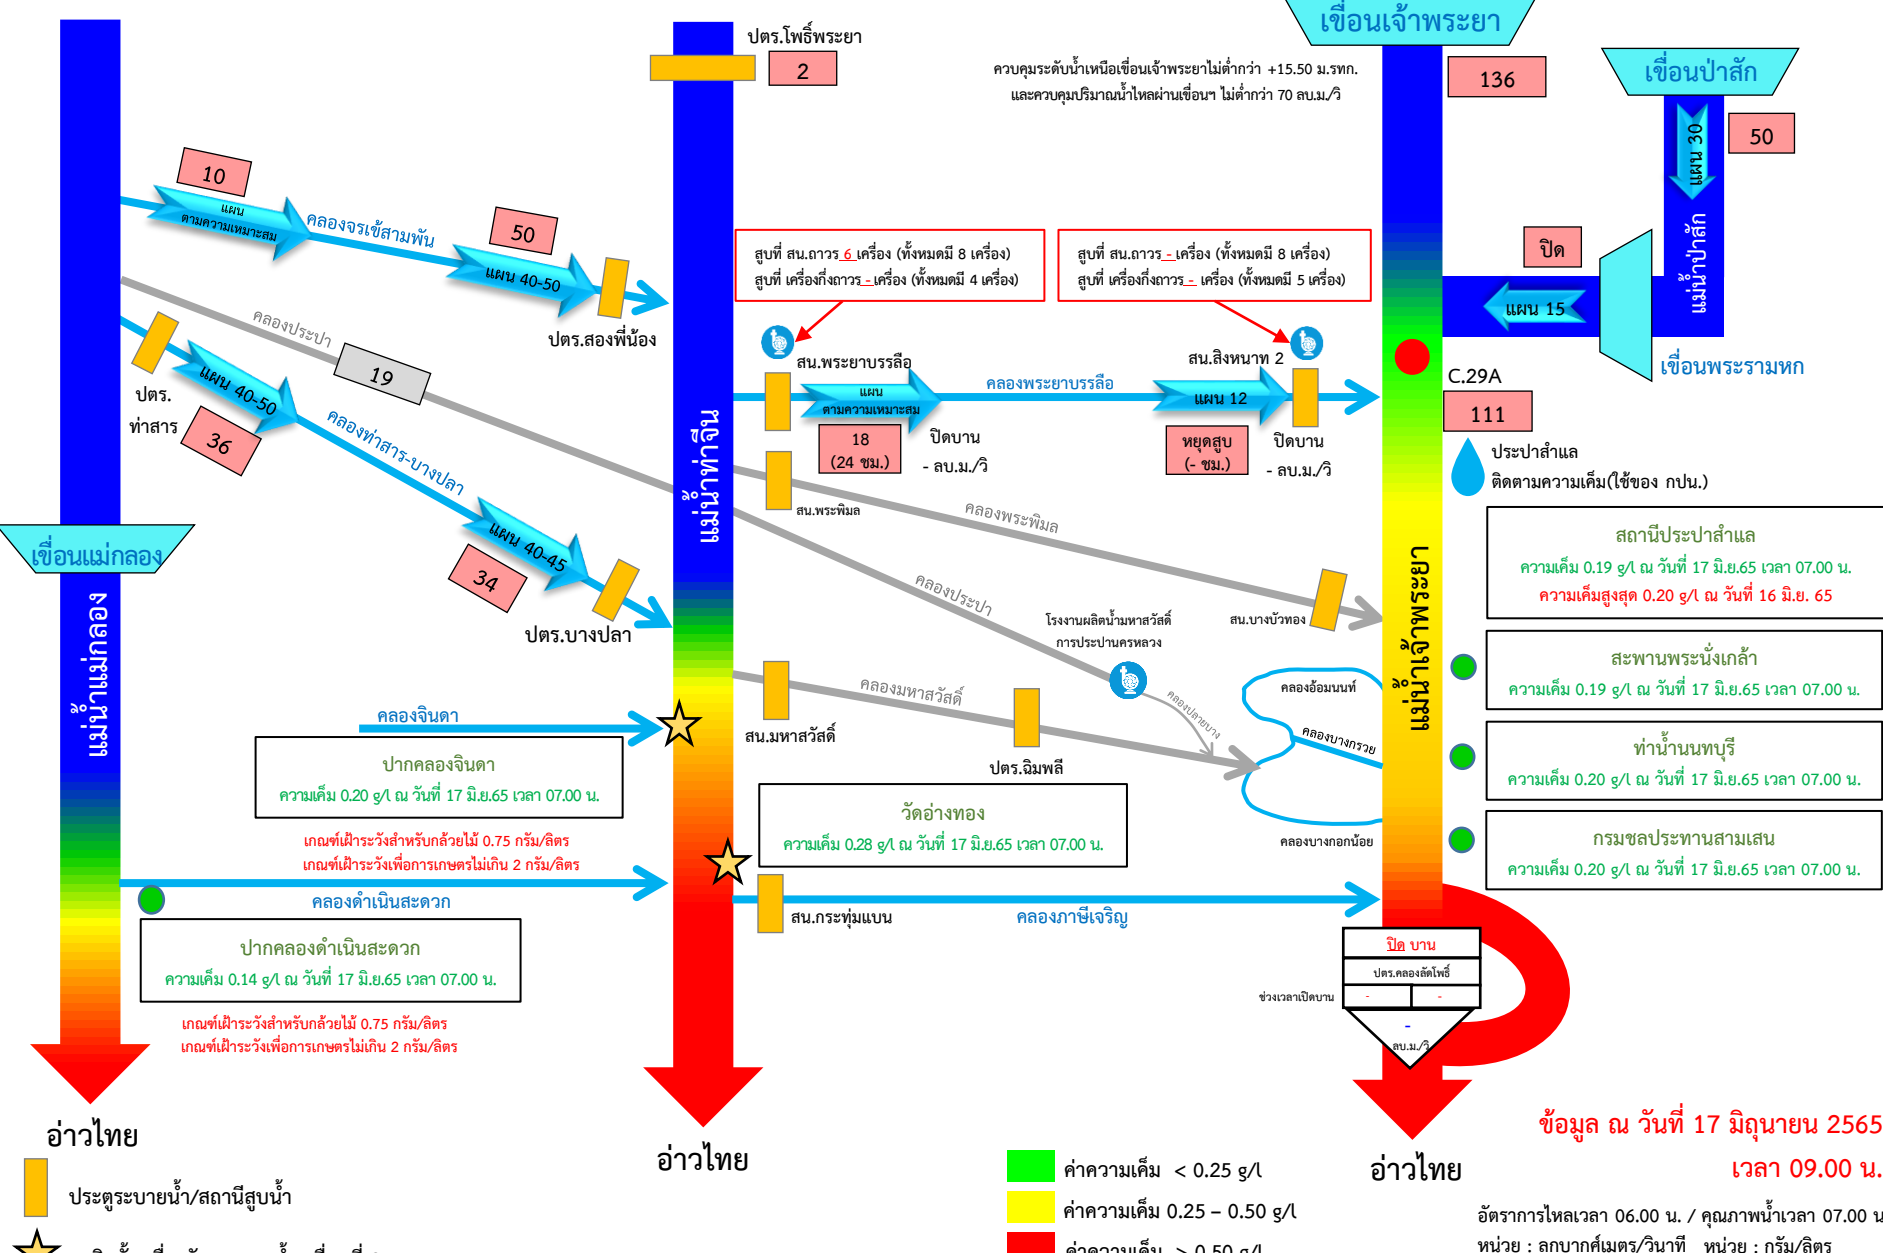 เขื่อนเจ้าพระยา
ปตร.โพธิ์พระยา
2
ควบคุมระดับน้ำเหนือเขื่อนเจ้าพระยาไม่ต่ำกว่า +15.50 ม.รทก.
และควบคุมปริมาณน้ำไหลผ่านเขื่อนฯ ไม่ต่ำกว่า 70 ลบ.ม./วิ
136
เขื่อนป่าสัก
50
แผน 30
แม่น้ำป่าสัก
ปิด
แผน 15
เขื่อนพระรามหก
10
แผน
ตามความเหมาะสม
คลองจรเข้สามพัน
50
แผน 40-50
ปตร.สองพี่น้อง
สูบที่ สน.ถาวร 6 เครื่อง (ทั้งหมดมี 8 เครื่อง)
สูบที่ เครื่องกึ่งถาวร - เครื่อง (ทั้งหมดมี 4 เครื่อง)
สูบที่ สน.ถาวร - เครื่อง (ทั้งหมดมี 8 เครื่อง)
สูบที่ เครื่องกึ่งถาวร - เครื่อง (ทั้งหมดมี 5 เครื่อง)
คลองประปา
19
ปตร.
ท่าสาร
แผน 40-50
36
คลองท่าสาร-บางปลา
แผน 40-45
34
ปตร.บางปลา
แม่น้ำท่าจีน
สน.พระยาบรรลือ
แผน
ตามความเหมาะสม
18
(24 ชม.)
ปิดบาน
- ลบ.ม./วิ
คลองพระยาบรรลือ
สน.สิงหนาท 2
แผน 12
หยุดสูบ
(- ชม.)
ปิดบาน
- ลบ.ม./วิ
C.29A
111
ประปาสำแล
ติดตามความเค็ม(ใช้ของ กปน.)
สน.พระพิมล
คลองพระพิมล
สน.บางบัวทอง
คลองประปา
โรงงานผลิตน้ำมหาสวัสดิ์
การประปานครหลวง
สถานีประปาสำแล
ความเค็ม 0.19 g/l ณ วันที่ 17 มิ.ย.65 เวลา 07.00 น.
ความเค็มสูงสุด 0.20 g/l ณ วันที่ 16 มิ.ย. 65
สะพานพระนั่งเกล้า
ความเค็ม 0.19 g/l ณ วันที่ 17 มิ.ย.65 เวลา 07.00 น.
ท่าน้ำนนทบุรี
ความเค็ม 0.20 g/l ณ วันที่ 17 มิ.ย.65 เวลา 07.00 น.
กรมชลประทานสามเสน
ความเค็ม 0.20 g/l ณ วันที่ 17 มิ.ย.65 เวลา 07.00 น.
แม่น้ำเจ้าพระยา
เขื่อนแม่กลอง
แม่น้ำแม่กลอง
สน.มหาสวัสดิ์
คลองมหาสวัสดิ์
ปตร.ฉิมพลี
คลองปลายบาง
คลองอ้อมนนท์
คลองบางกรวย
คลองบางกอกน้อย
คลองจินดา
ปากคลองจินดา
ความเค็ม 0.20 g/l ณ วันที่ 17 มิ.ย.65 เวลา 07.00 น.
เกณฑ์เฝ้าระวังสำหรับกล้วยไม้ 0.75 กรัม/ลิตร
เกณฑ์เฝ้าระวังเพื่อการเกษตรไม่เกิน 2 กรัม/ลิตร
วัดอ่างทอง
ความเค็ม 0.28 g/l ณ วันที่ 17 มิ.ย.65 เวลา 07.00 น.
คลองดำเนินสะดวก
สน.กระทุ่มแบน
คลองภาษีเจริญ
ปากคลองดำเนินสะดวก
ความเค็ม 0.14 g/l ณ วันที่ 17 มิ.ย.65 เวลา 07.00 น.
เกณฑ์เฝ้าระวังสำหรับกล้วยไม้ 0.75 กรัม/ลิตร
เกณฑ์เฝ้าระวังเพื่อการเกษตรไม่เกิน 2 กรัม/ลิตร
ปิด บาน
ปตร.คลองลัดโพธิ์
ช่วงเวลาเปิดบาน
- -
-
ลบ.ม./วิ
อ่าวไทย
อ่าวไทย
อ่าวไทย
ข้อมูล ณ วันที่ 17 มิถุนายน 2565
เวลา 09.00 น.
ประตูระบายน้ำ/สถานีสูบน้ำ
ค่าความเค็ม < 0.25 g/l
ค่าความเค็ม 0.25 – 0.50 g/l
ค่าความเค็ม > 0.50 g/l
อัตราการไหลเวลา 06.00 น. / คุณภาพน้ำเวลา 07.00 น
หน่วย : ลูกบาศก์เมตร/วินาที หน่วย : กรัม/ลิตร